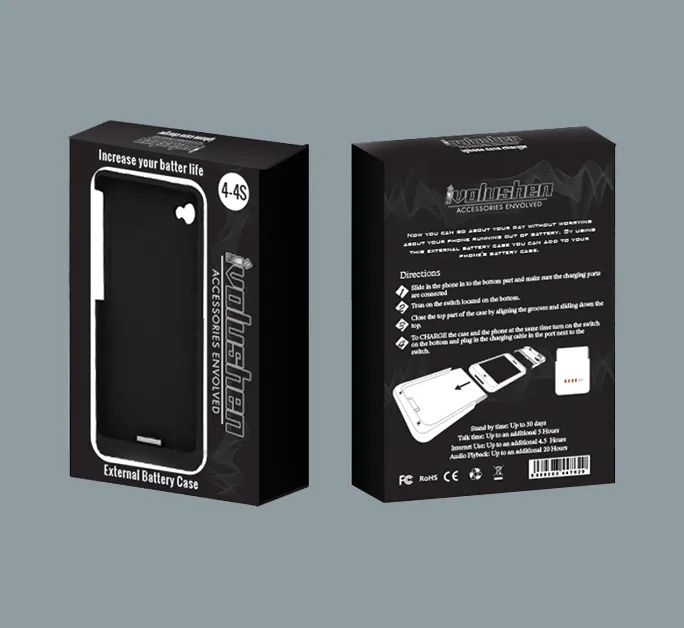 Increase your batter life
4-4S
ivolushen
ACCESSORIES ENVOLVED
External Battery Case
iphone case charger
ivolushen
ACCESSORIES ENVOLVED
Now you can go about your day without worrying
about your phone running out of battery. By using
this external battery case you can add to your
phone's battery case.
Directions
1 Slide in the phone in to the bottom part and make sure the charging ports
are connected
2 Trun on the switch located on the bottom.
3 Close the top part of the case by aligning the grooves and sliding down the
top.
4 To CHARGE the case and the phone at the same time turn on the switch
on the bottom and plug in the charging cable in the port next to the
switch.
Stand by time: Up to 30 days
Talk time: Up to an additional 5 Hours
Internet Use: Up to an additional 4.5 Hours
Audio Plyback: Up to an additional 20 Hours
FC RoHS CE